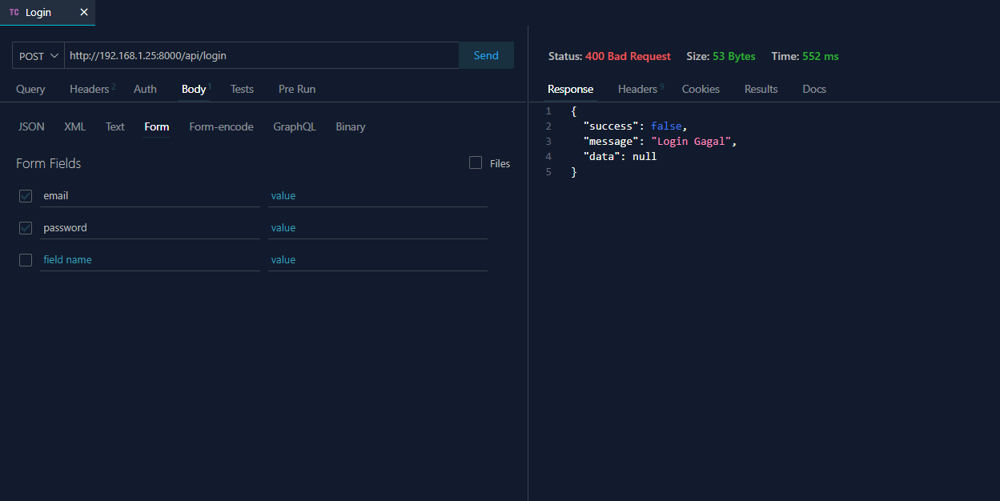 TC Login ✕
POST http://192.168.1.25:8000/api/login Send
Query Headers 2 Auth Body 1 Tests Pre Run
JSON XML Text Form Form-encode GraphQL Binary
Form Fields Files
email value
password value
field name value
Status: 400 Bad Request Size: 53 Bytes Time: 552 ms
Response Headers 9 Cookies Results Docs
1 {
2 "success": false,
3 "message": "Login Gagal",
4 "data": null
5 }